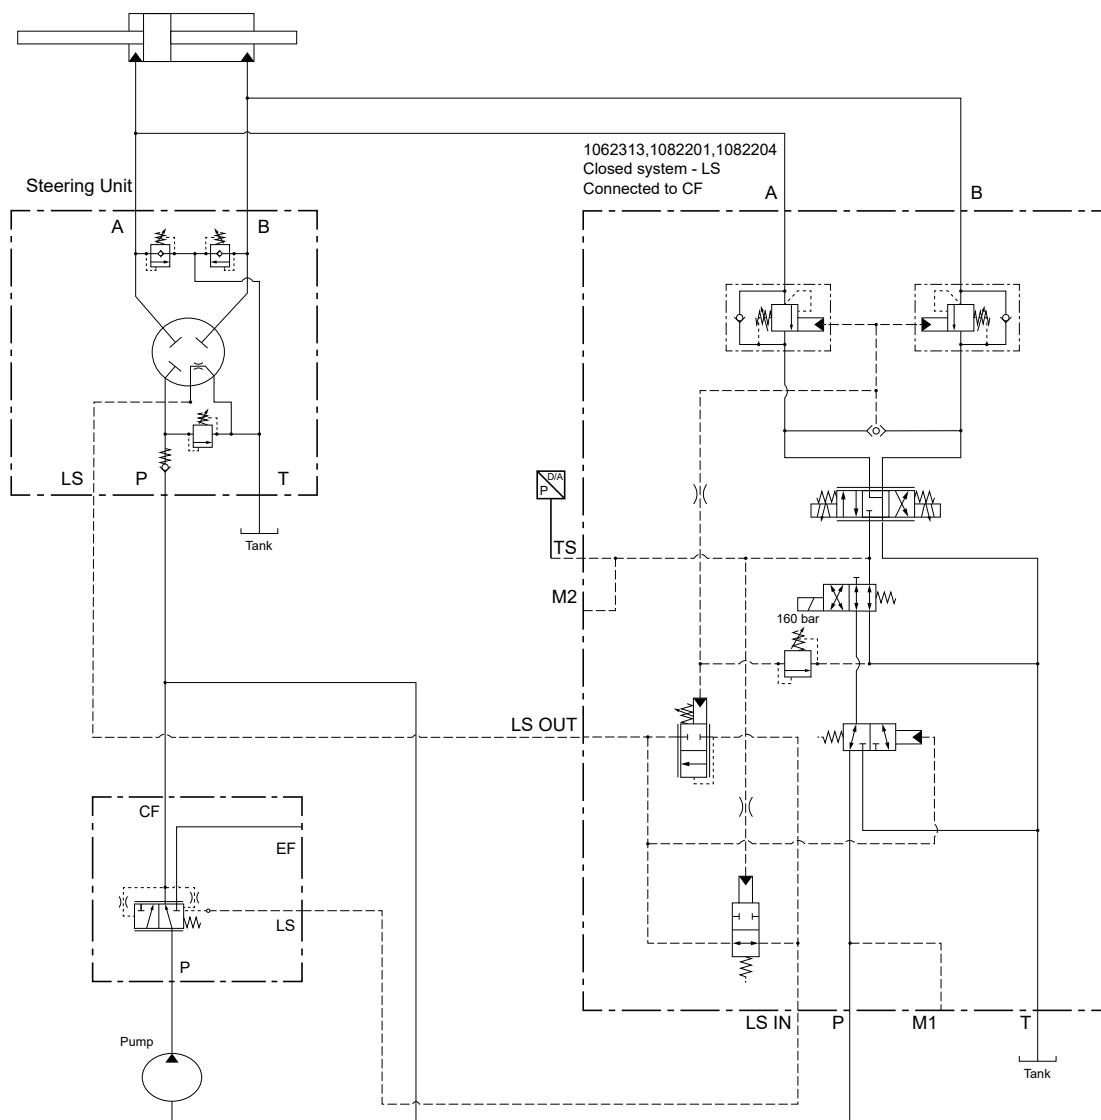 1062313,1082201,1082204
Closed system - LS
Connected to CF
A
B
Steering Unit
A
B
LS
P
T
Tank
D/A
P
TS
M2
160 bar
LS OUT
CF
EF
LS
P
Pump
LS IN
P
M1
T
Tank